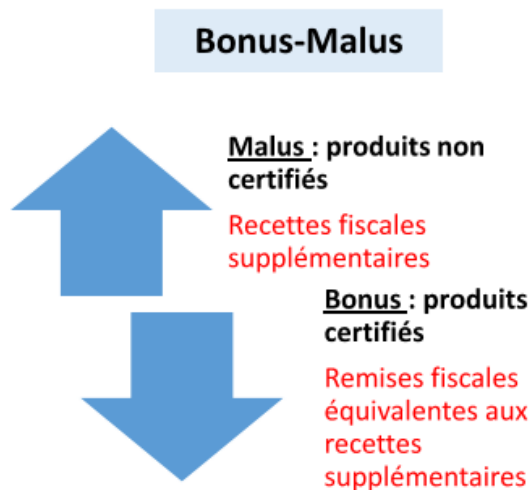 Bonus-Malus
Malus : produits non
certifiés
Recettes fiscales
supplémentaires
Bonus : produits
certifiés
Remises fiscales
équivalentes aux
recettes
supplémentaires